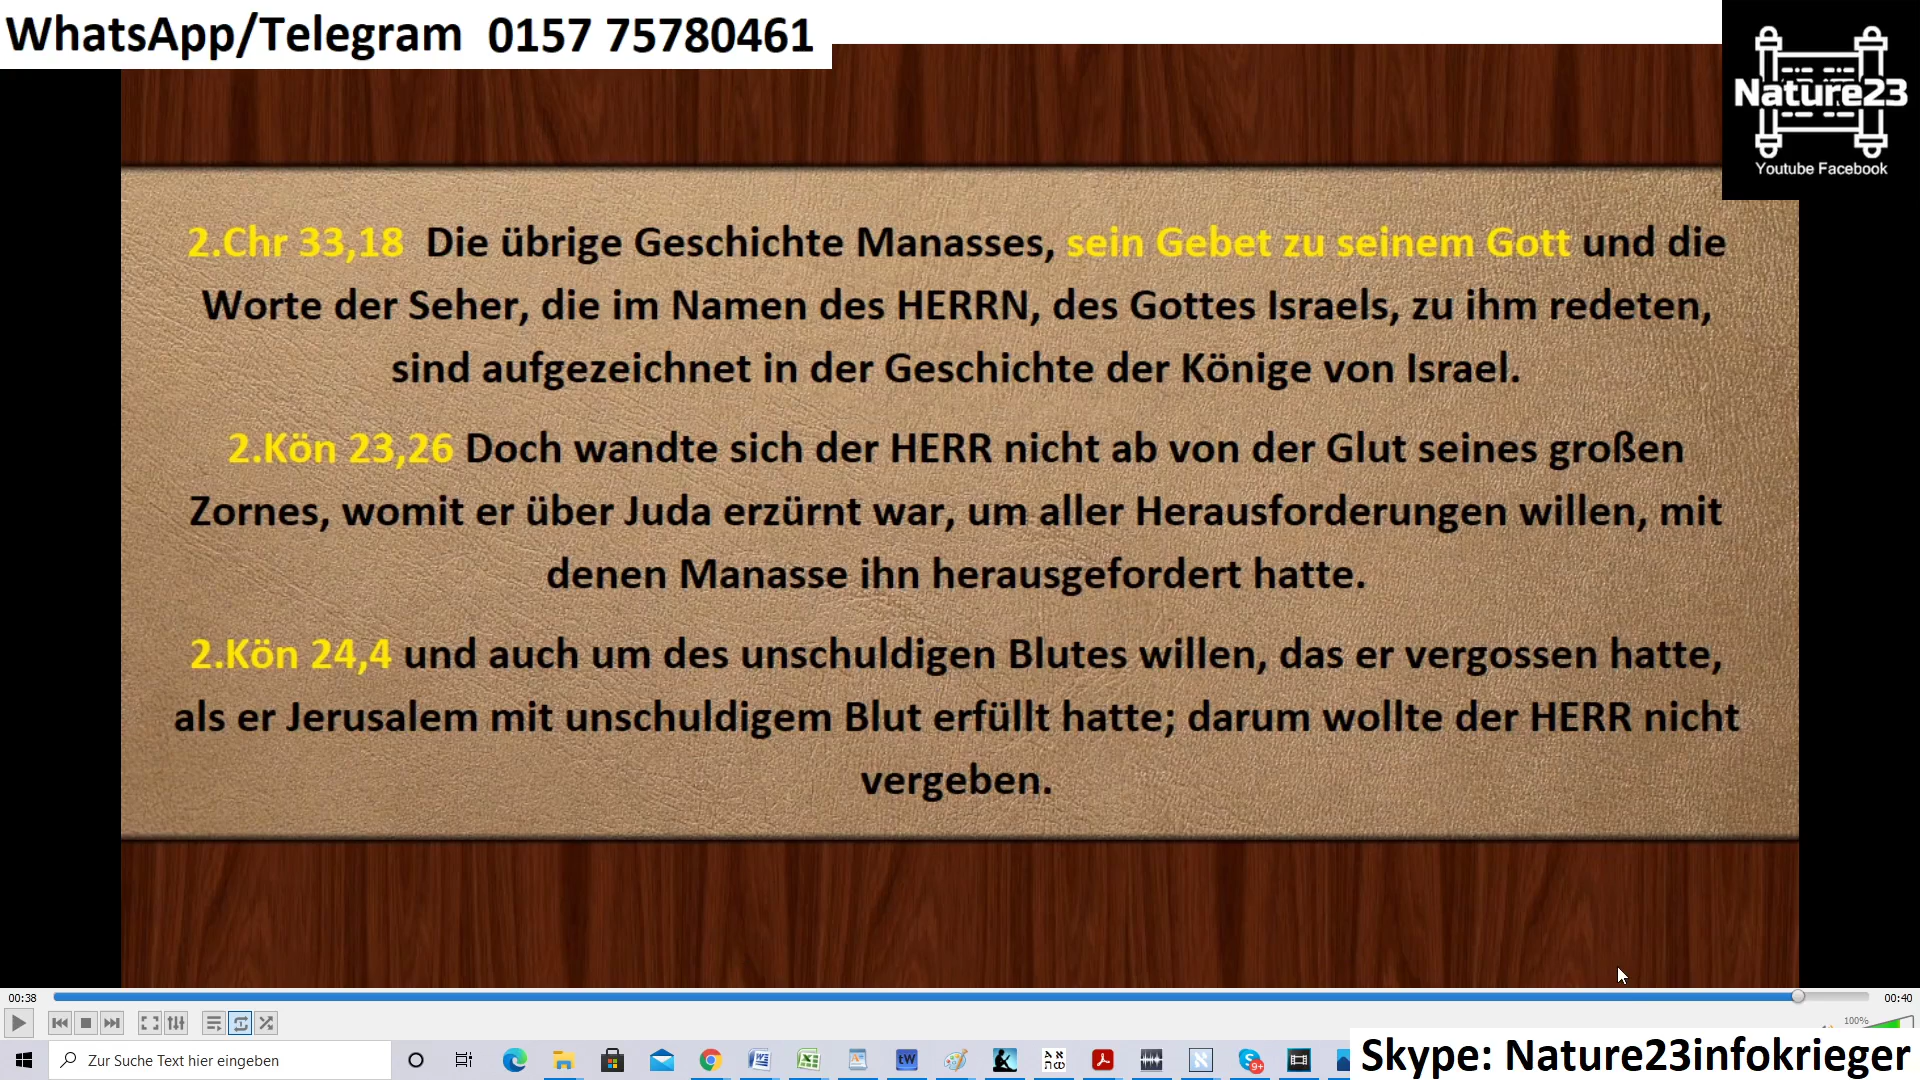 WhatsApp/Telegram 0157 75780461
Nature23
Youtube Facebook
2.Chr 33,18 Die übrige Geschichte Manasses, sein Gebet zu seinem Gott und die
Worte der Seher, die im Namen des HERRN, des Gottes Israels, zu ihm redeten,
sind aufgezeichnet in der Geschichte der Könige von Israel.
2.Kön 23,26 Doch wandte sich der HERR nicht ab von der Glut seines großen
Zornes, womit er über Juda erzürnt war, um aller Herausforderungen willen, mit
denen Manasse ihn herausgefordert hatte.
2.Kön 24,4 und auch um des unschuldigen Blutes willen, das er vergossen hatte,
als er Jerusalem mit unschuldigem Blut erfüllt hatte; darum wollte der HERR nicht
vergeben.
00:38
00:40
100%
Zur Suche Text hier eingeben
tW
9+
Skype: Nature23infokrieger